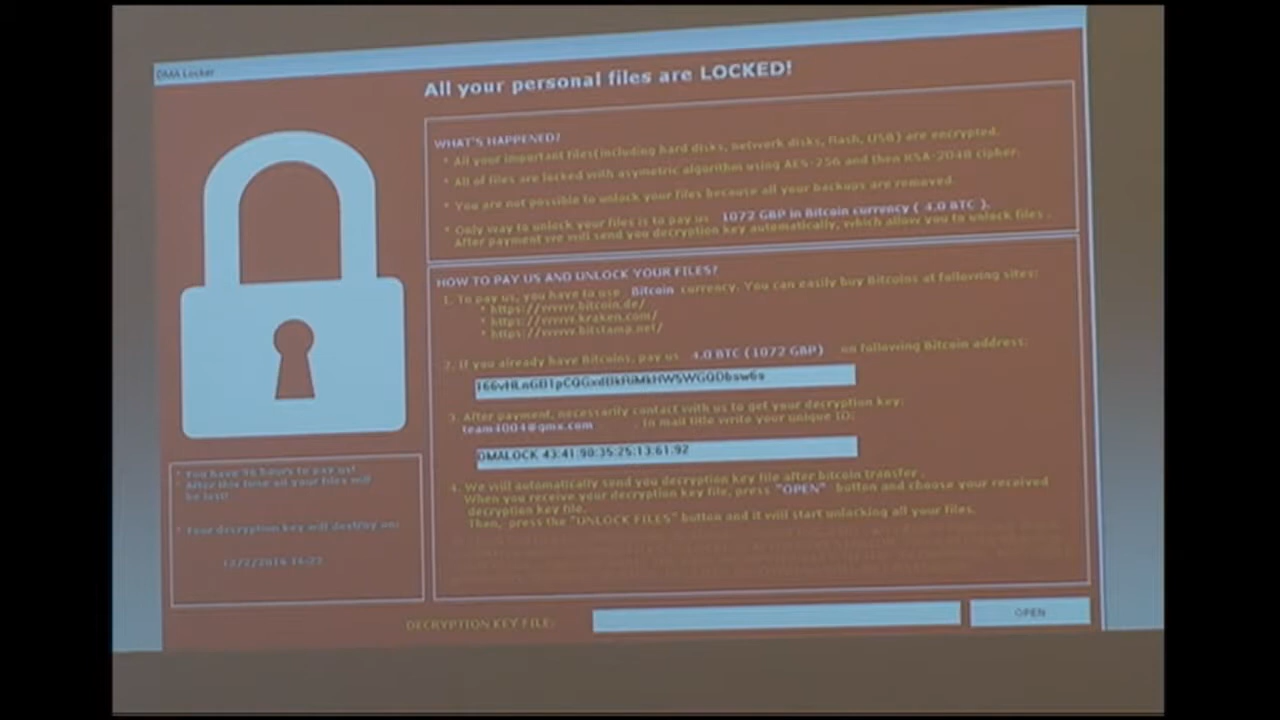 DMA Locker
All your personal files are LOCKED!
WHAT'S HAPPENED?
* All your important files(including hard disks, network disks, flash, USB) are encrypted.
* All of files are locked with asymetric algorithm using AES-256 and then RSA-2048 cipher.
* You are not possible to unlock your files because all your backups are removed.
* Only way to unlock your files is to pay us 1072 GBP in Bitcoin currency ( 4.0 BTC ).
After payment we will send you decryption key automatically, which allow you to unlock files .
HOW TO PAY US AND UNLOCK YOUR FILES?
1. To pay us, you have to use Bitcoin currency. You can easily buy Bitcoins at following sites:
* https://www.bitcoin.de/
* https://www.kraken.com/
* https://www.bitstamp.net/
2. If you already have Bitcoins, pay us 4.0 BTC (1072 GBP) on following Bitcoin address:
3. After payment, necessarily contact with us to get your decryption key:
team4004@gmx.com . In mail title write your unique ID:
DMALOCK 43:41:90:35:25:13:61:92
4. We will automatically send you decryption key file after bitcoin transfer .
When you receive your decryption key file, press "OPEN" button and choose your received
decryption key file.
Then, press the "UNLOCK FILES" button and it will start unlocking all your files.
* You have 96 hours to pay us!
* After this time all your files will
be lost!
* Your decryption key will destroy on:
DECRYPTION KEY FILE:
OPEN